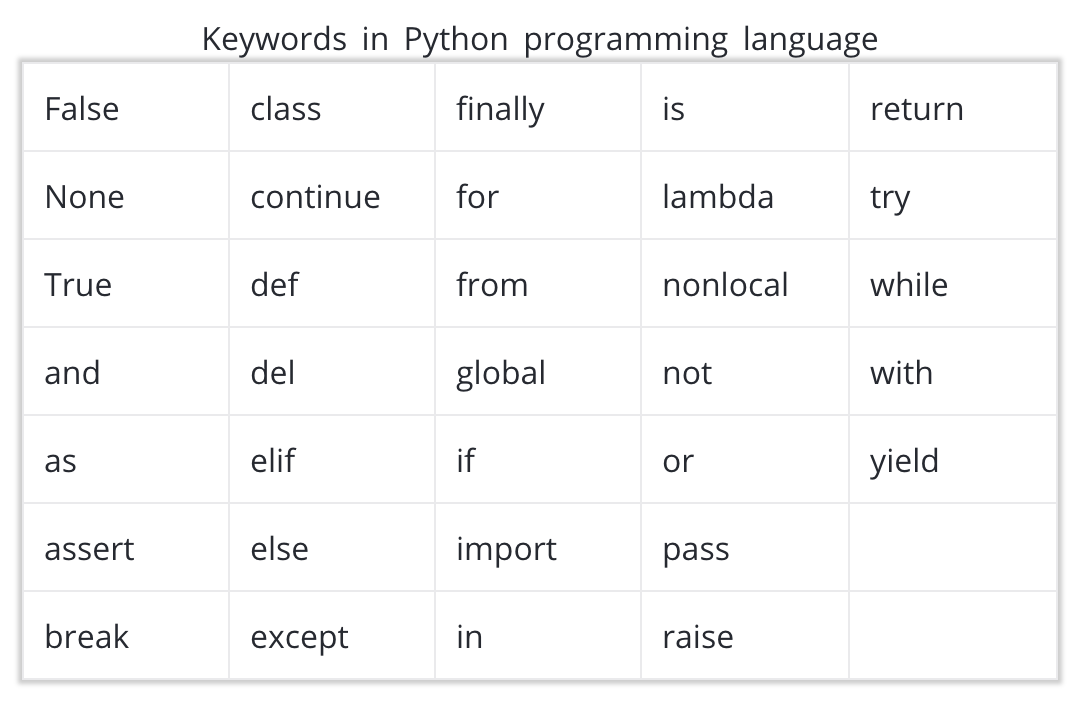 Keywords in Python programming language
False class finally is return
None continue for lambda try
True def from nonlocal while
and del global not with
as elif if or yield
assert else import pass
break except in raise